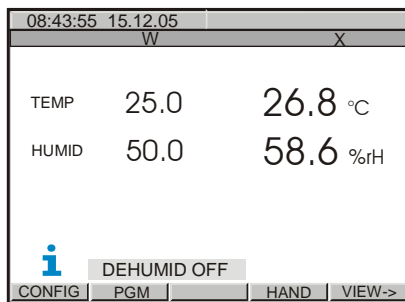 08:43:55 15.12.05
W X
TEMP 25.0 26.8 °C
HUMID 50.0 58.6 %rH
i DEHUMID OFF
CONFIG PGM HAND VIEW->